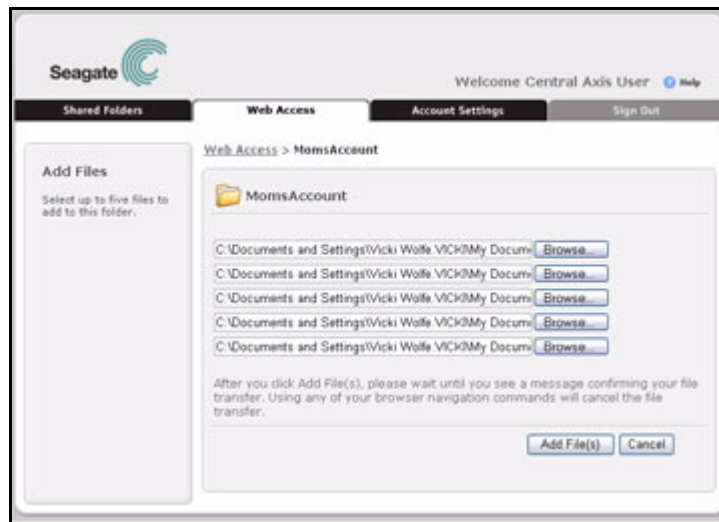 Seagate
Welcome Central Axis User ? Help
Shared Folders Web Access Account Settings Sign Out
Web Access > MomsAccount
Add Files
Select up to five files to
add to this folder.
MomsAccount
C:\Documents and Settings\Vicki Wolfe.VICKI\My Docum Browse...
C:\Documents and Settings\Vicki Wolfe.VICKI\My Docum Browse...
C:\Documents and Settings\Vicki Wolfe.VICKI\My Docum Browse...
C:\Documents and Settings\Vicki Wolfe.VICKI\My Docum Browse...
C:\Documents and Settings\Vicki Wolfe.VICKI\My Docum Browse...
After you click Add File(s), please wait until you see a message confirming your file
transfer. Using any of your browser navigation commands will cancel the file
transfer.
Add File(s) Cancel